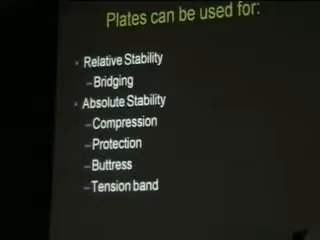 Plates can be used for:
Relative Stability
–Bridging
Absolute Stability
–Compression
–Protection
–Buttress
–Tension band